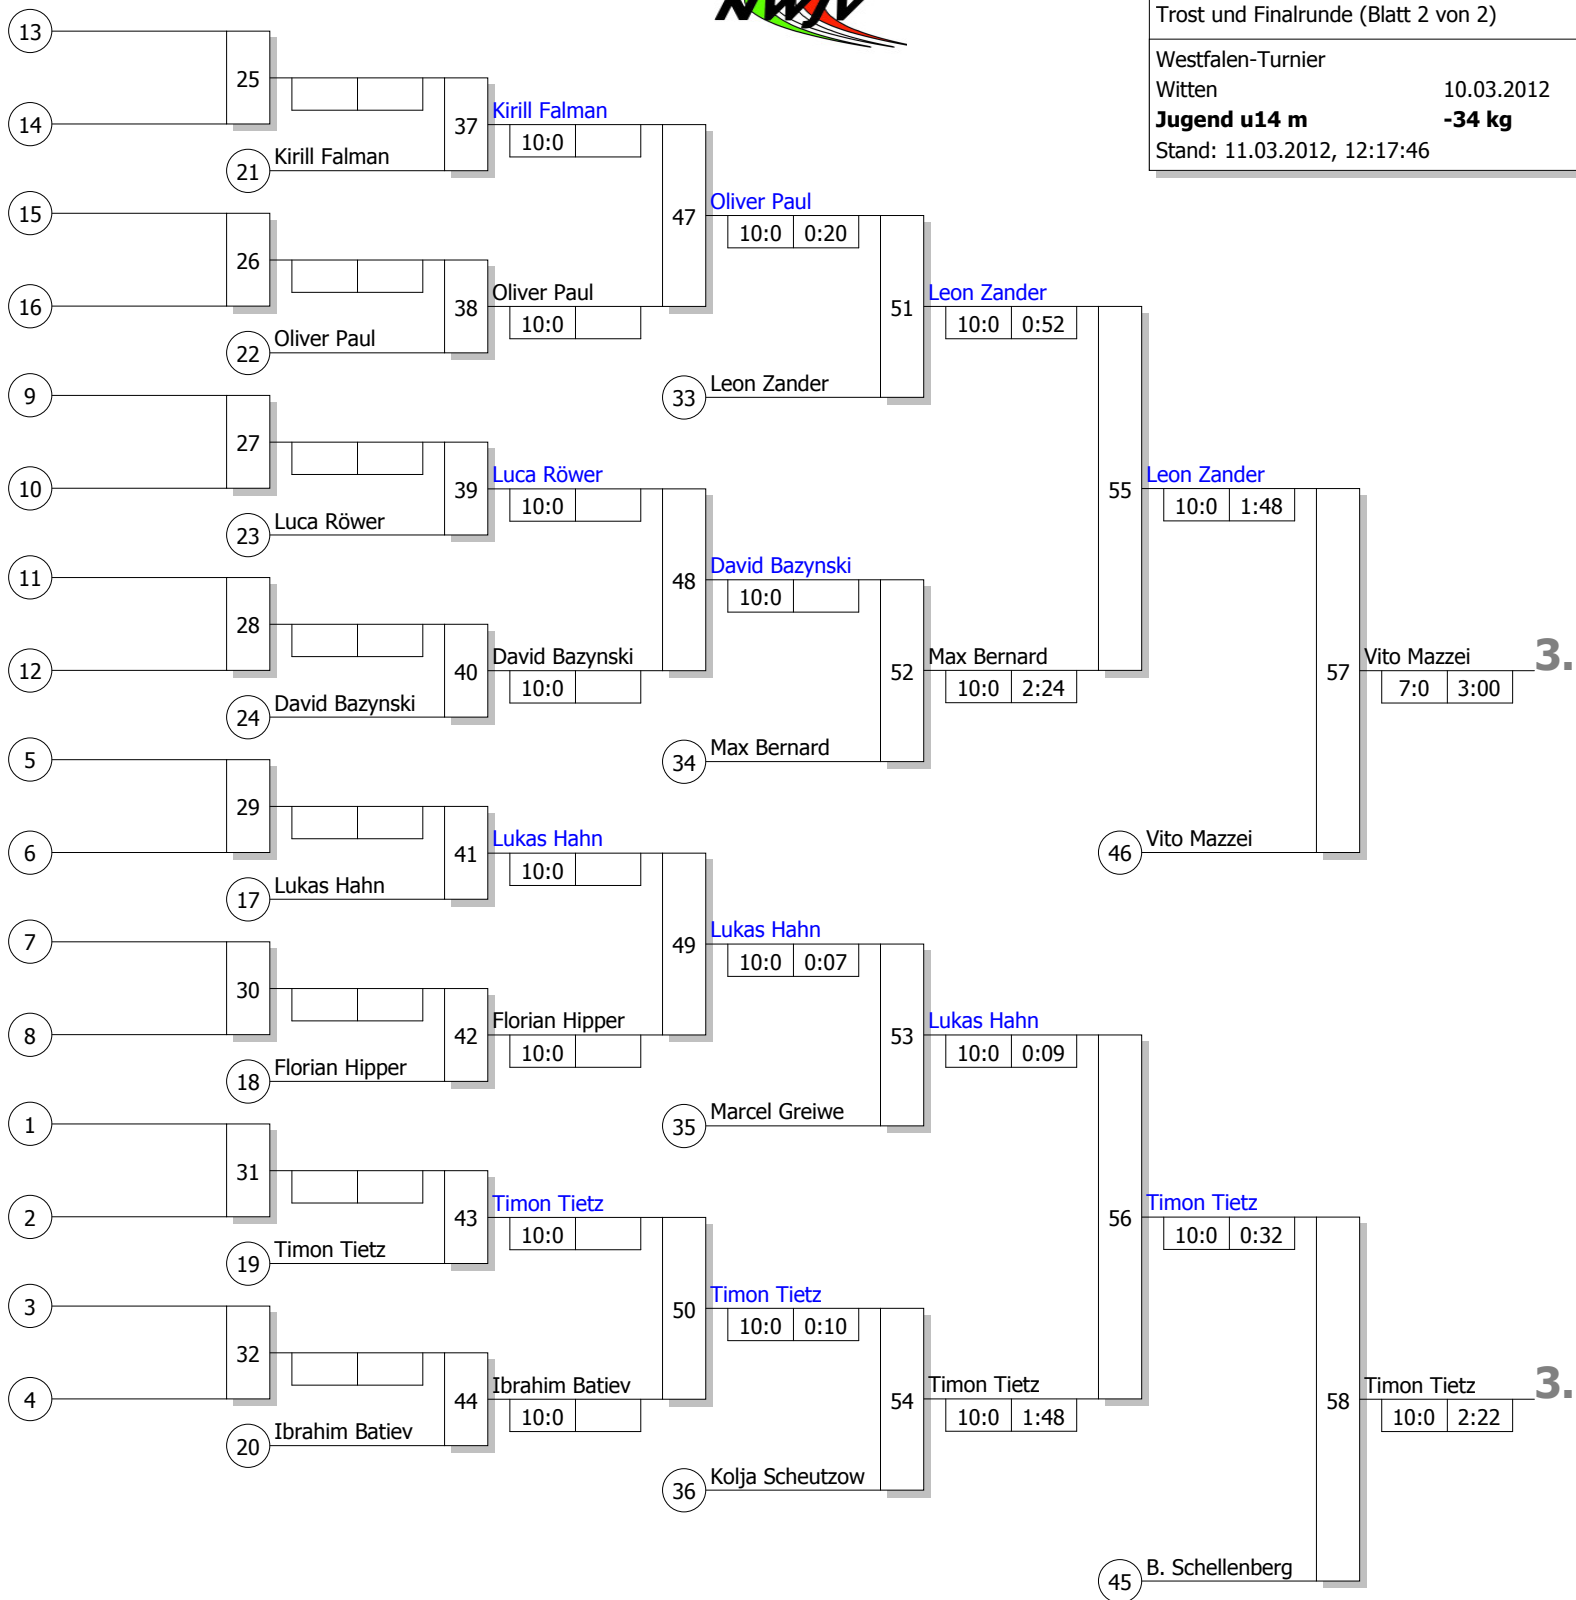 NWJV
Trost und Finalrunde (Blatt 2 von 2)
Westfalen-Turnier
Witten 10.03.2012
Jugend u14 m -34 kg
Stand: 11.03.2012, 12:17:46
13
25
14
37
Kirill Falman
10:0
21 Kirill Falman
15
47
Oliver Paul
10:0 0:20
26
16
38
Oliver Paul
10:0
22 Oliver Paul
51
Leon Zander
10:0 0:52
33 Leon Zander
9
27
10
39
Luca Röwer
10:0
23 Luca Röwer
55
Leon Zander
10:0 1:48
11
48
David Bazynski
10:0
28
12
40
David Bazynski
10:0
24 David Bazynski
52
Max Bernard
10:0 2:24
34 Max Bernard
57
Vito Mazzei
7:0 3:00
3.
5
29
6
41
Lukas Hahn
10:0
17 Lukas Hahn
46 Vito Mazzei
7
49
Lukas Hahn
10:0 0:07
30
8
42
Florian Hipper
10:0
18 Florian Hipper
53
Lukas Hahn
10:0 0:09
35 Marcel Greiwe
1
31
2
43
Timon Tietz
10:0
19 Timon Tietz
56
Timon Tietz
10:0 0:32
3
50
Timon Tietz
10:0 0:10
32
4
44
Ibrahim Batiev
10:0
20 Ibrahim Batiev
54
Timon Tietz
10:0 1:48
36 Kolja Scheutzow
58
Timon Tietz
10:0 2:22
3.
45 B. Schellenberg